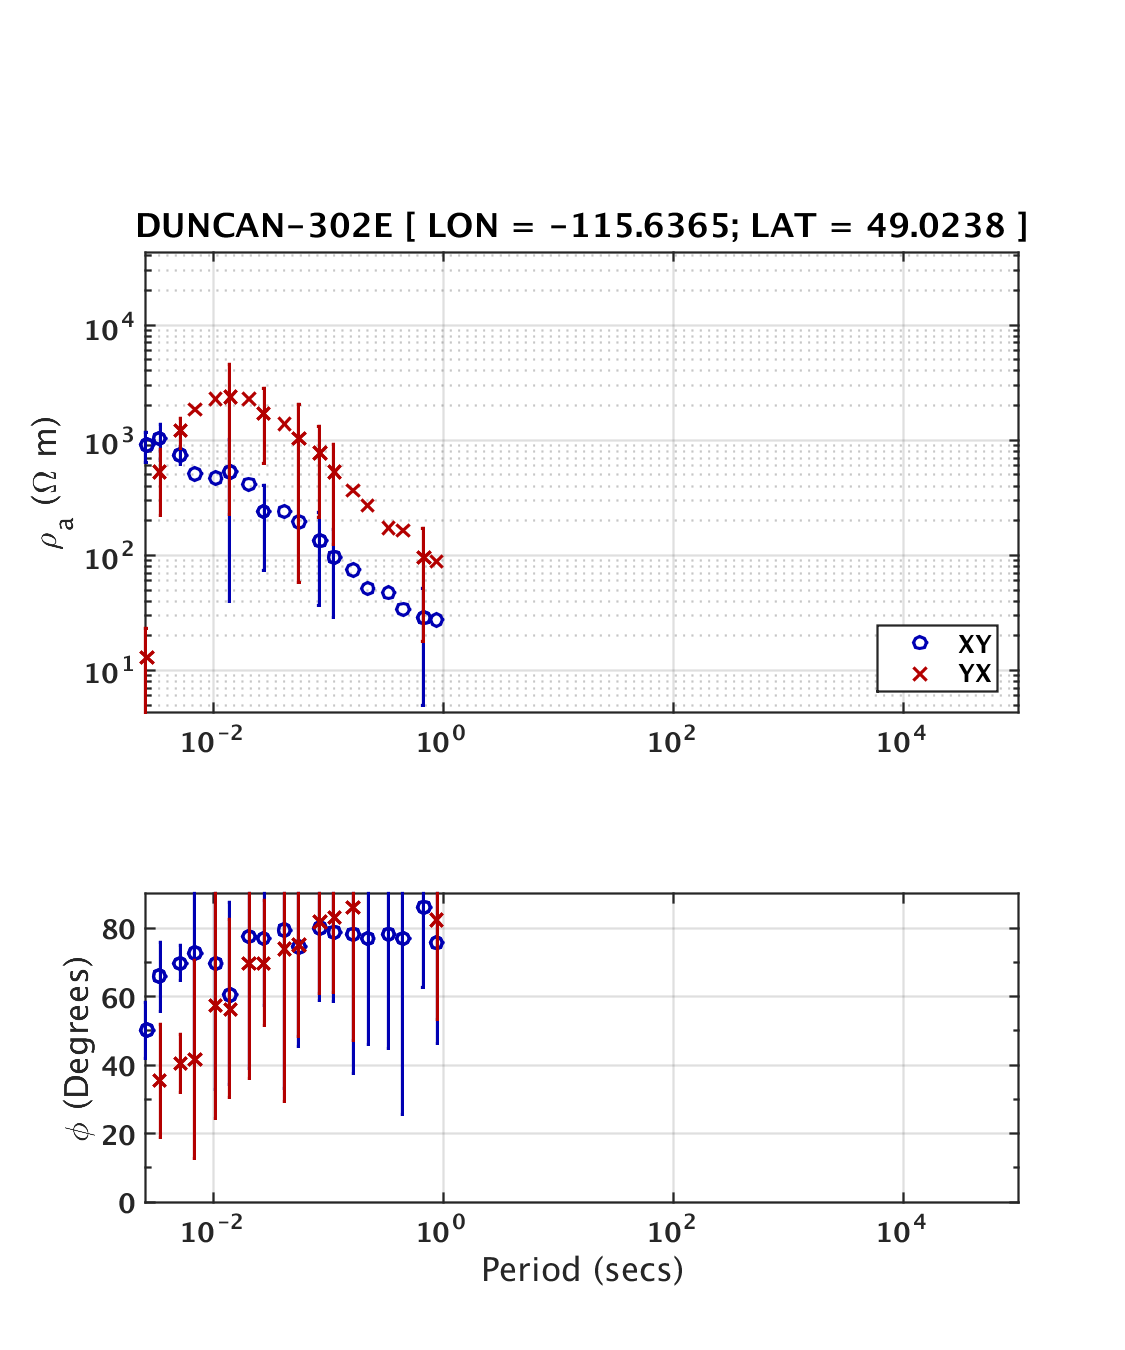 DUNCAN-302E [ LON = -115.6365; LAT = 49.0238 ]
ρa (Ω m)
10^4
10^3
10^2
10^1
XY
YX
10^-2 10^0 10^2 10^4
ϕ (Degrees)
80
60
40
20
0
10^-2 10^0 10^2 10^4
Period (secs)